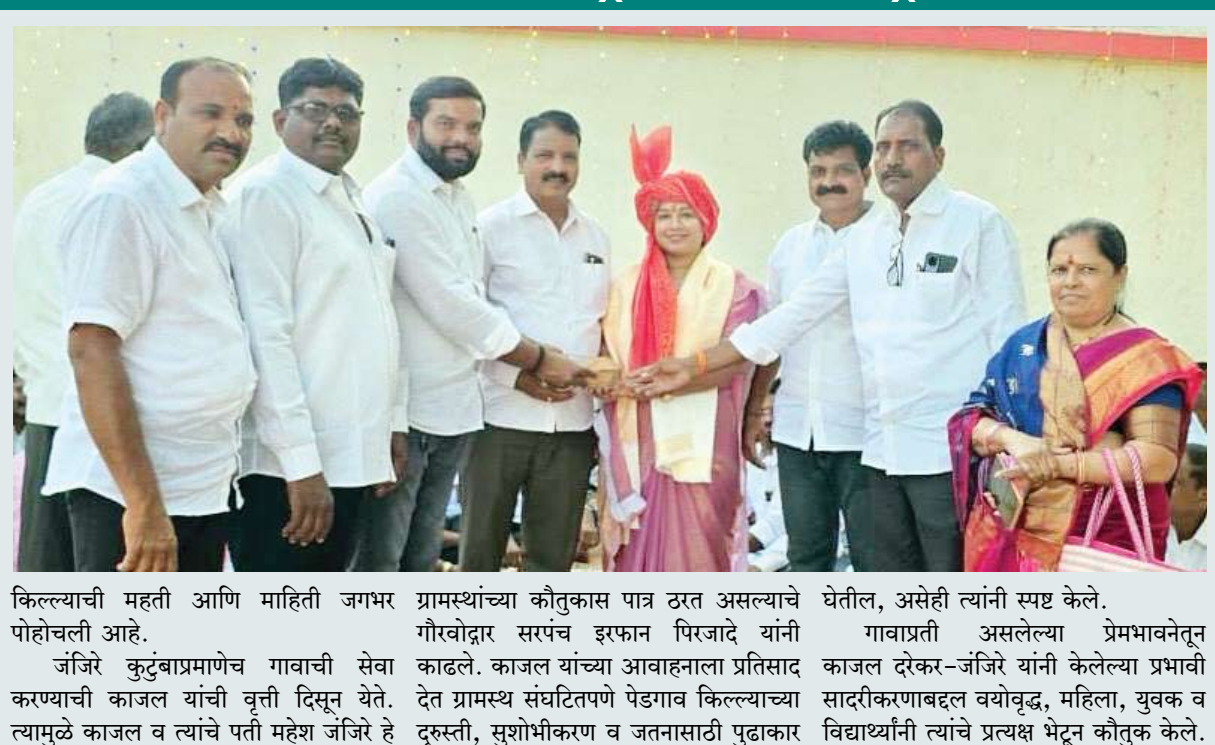 किल्ल्याची महती आणि माहिती जगभर
पोहोचली आहे.
जंजिरे कुटुंबाप्रमाणेच गावाची सेवा
करण्याची काजल यांची वृत्ती दिसून येते.
त्यामुळे काजल व त्यांचे पती महेश जंजिरे हे
ग्रामस्थांच्या कौतुकास पात्र ठरत असल्याचे
गौरवोद्गार सरपंच इरफान पिरजादे यांनी
काढले. काजल यांच्या आवाहनाला प्रतिसाद
देत ग्रामस्थ संघटितपणे पेडगाव किल्ल्याच्या
दुरुस्ती, सुशोभीकरण व जतनासाठी पुढाकार
घेतील, असेही त्यांनी स्पष्ट केले.
गावाप्रती असलेल्या प्रेमभावनेतून
काजल दरेकर-जंजिरे यांनी केलेल्या प्रभावी
सादरीकरणाबद्दल वयोवृद्ध, महिला, युवक व
विद्यार्थ्यांनी त्यांचे प्रत्यक्ष भेटून कौतुक केले.